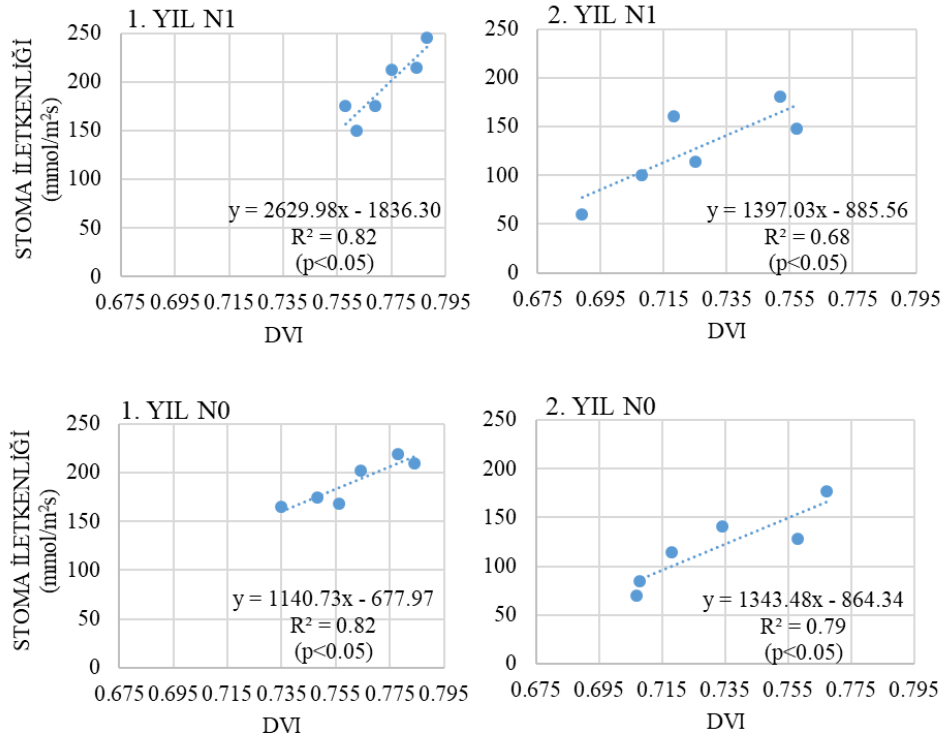 1. YIL N1
STOMA İLETKENLİĞİ
(mmol/m²s)
250
200
150
100
50
0
y = 2629.98x - 1836.30
R² = 0.82
(p<0.05)
0.675 0.695 0.715 0.735 0.755 0.775 0.795
DVI
2. YIL N1
250
200
150
100
50
0
y = 1397.03x - 885.56
R² = 0.68
(p<0.05)
0.675 0.695 0.715 0.735 0.755 0.775 0.795
DVI
1. YIL N0
STOMA İLETKENLİĞİ
(mmol/m²s)
250
200
150
100
50
0
y = 1140.73x - 677.97
R² = 0.82
(p<0.05)
0.675 0.695 0.715 0.735 0.755 0.775 0.795
DVI
2. YIL N0
250
200
150
100
50
0
y = 1343.48x - 864.34
R² = 0.79
(p<0.05)
0.675 0.695 0.715 0.735 0.755 0.775 0.795
DVI